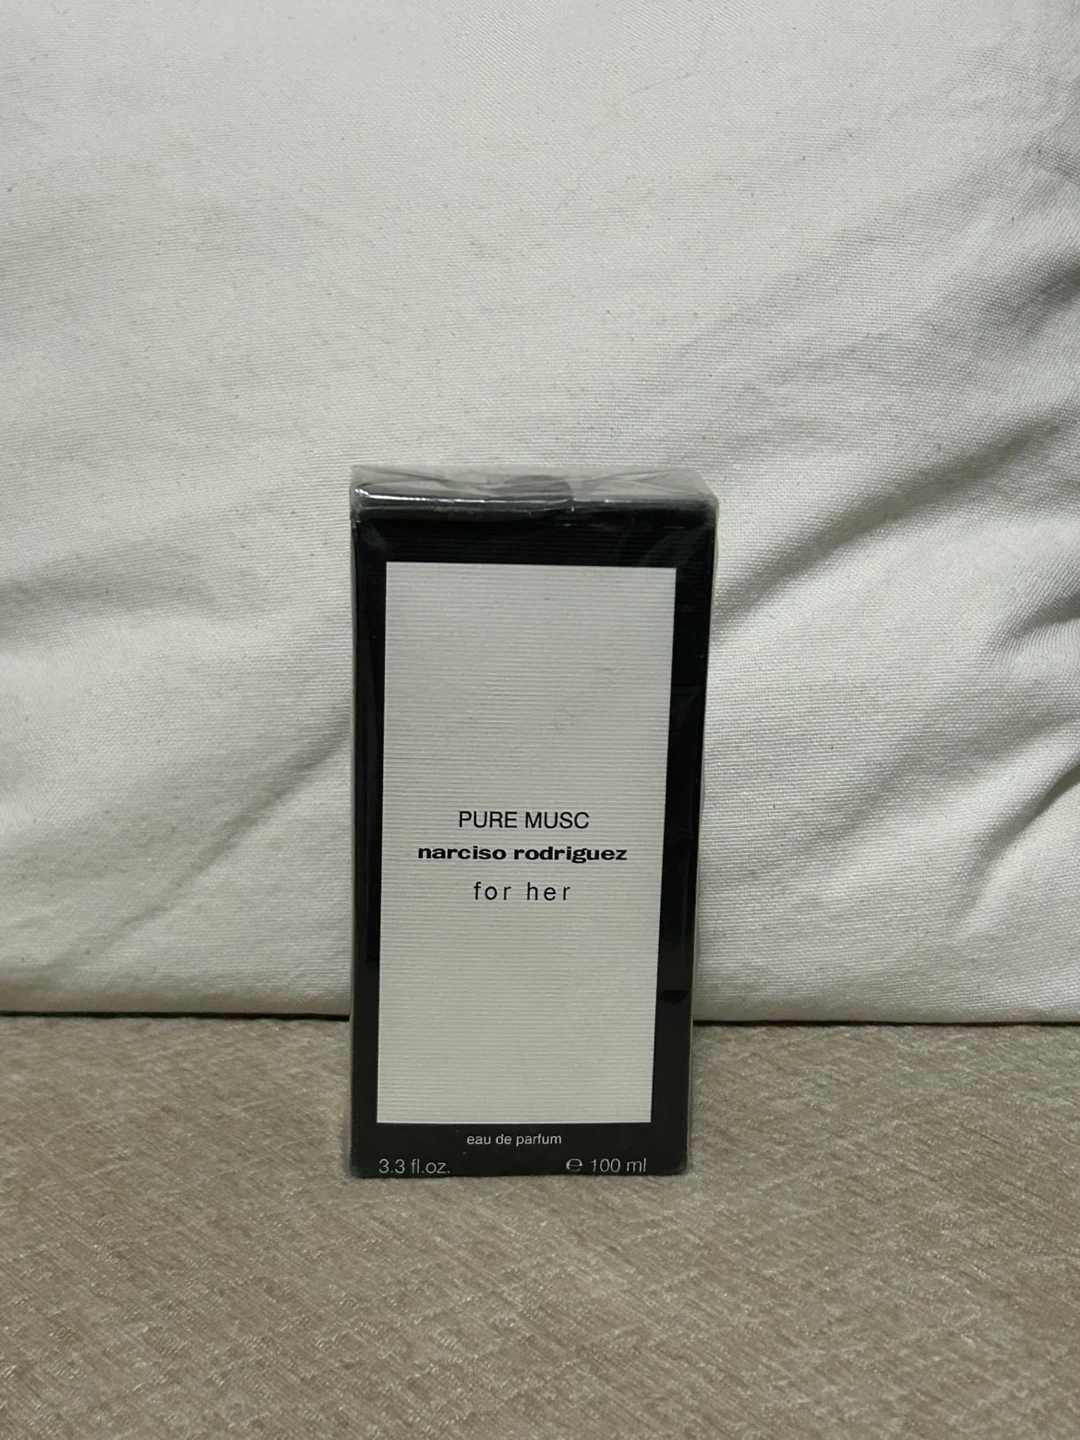 PURE MUSC
narciso rodriguez
for her
eau de parfum
3.3 fl.oz. ℮ 100 ml